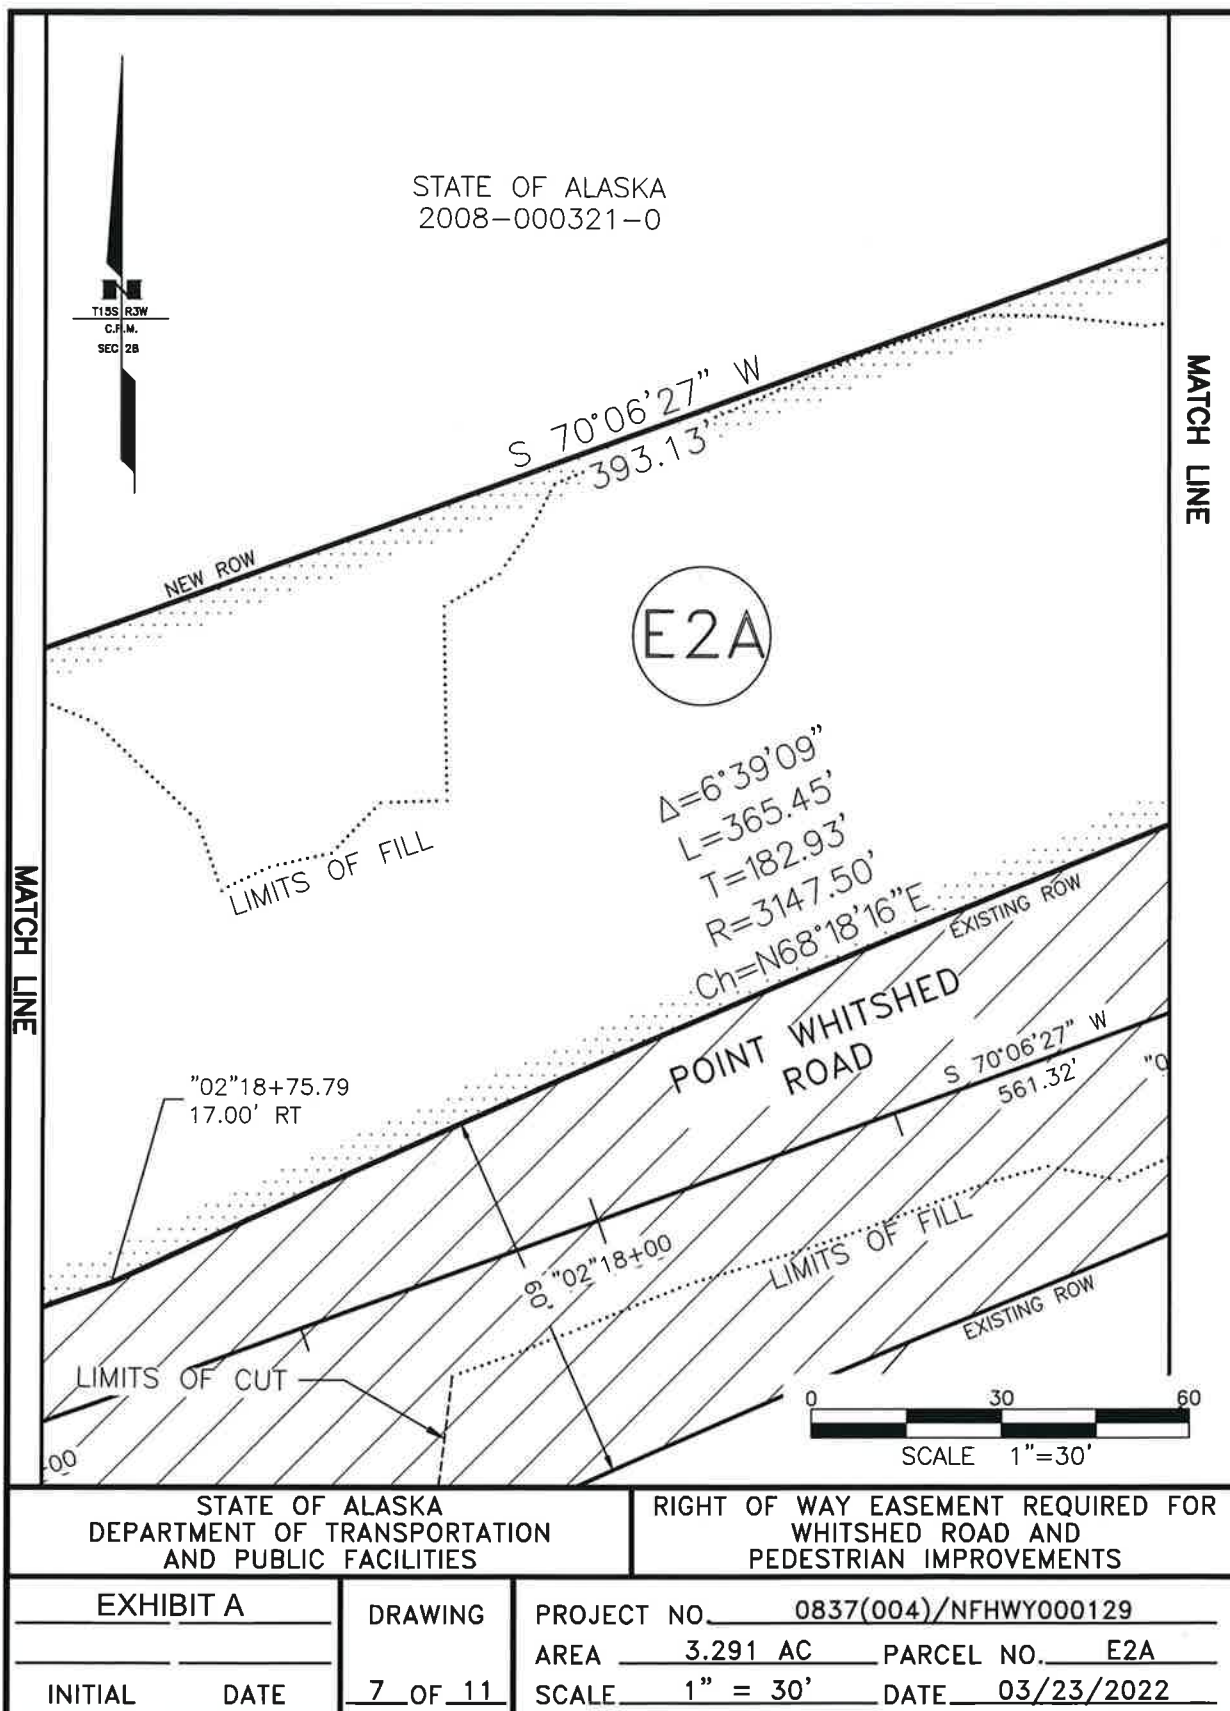 STATE OF ALASKA
2008-000321-0
N
T15S R3W
C.R.M.
SEC 28
S 70°06'27" W
393.13'
NEW ROW
MATCH LINE
E2A
Δ=6°39'09"
L=365.45'
T=182.93'
R=3147.50'
Ch=N68°18'16"E
LIMITS OF FILL
MATCH LINE
EXISTING ROW
POINT WHITSHED
ROAD
"02"18+75.79
17.00' RT
S 70°06'27" W
561.32'
"0
60'
"02"18+00
LIMITS OF FILL
EXISTING ROW
LIMITS OF CUT
+00
0 30 60
SCALE 1"=30'
STATE OF ALASKA
DEPARTMENT OF TRANSPORTATION
AND PUBLIC FACILITIES
RIGHT OF WAY EASEMENT REQUIRED FOR
WHITSHED ROAD AND
PEDESTRIAN IMPROVEMENTS
EXHIBIT A
INITIAL DATE
DRAWING
7 OF 11
PROJECT NO. 0837(004)/NFHWY000129
AREA 3.291 AC PARCEL NO. E2A
SCALE 1" = 30' DATE 03/23/2022